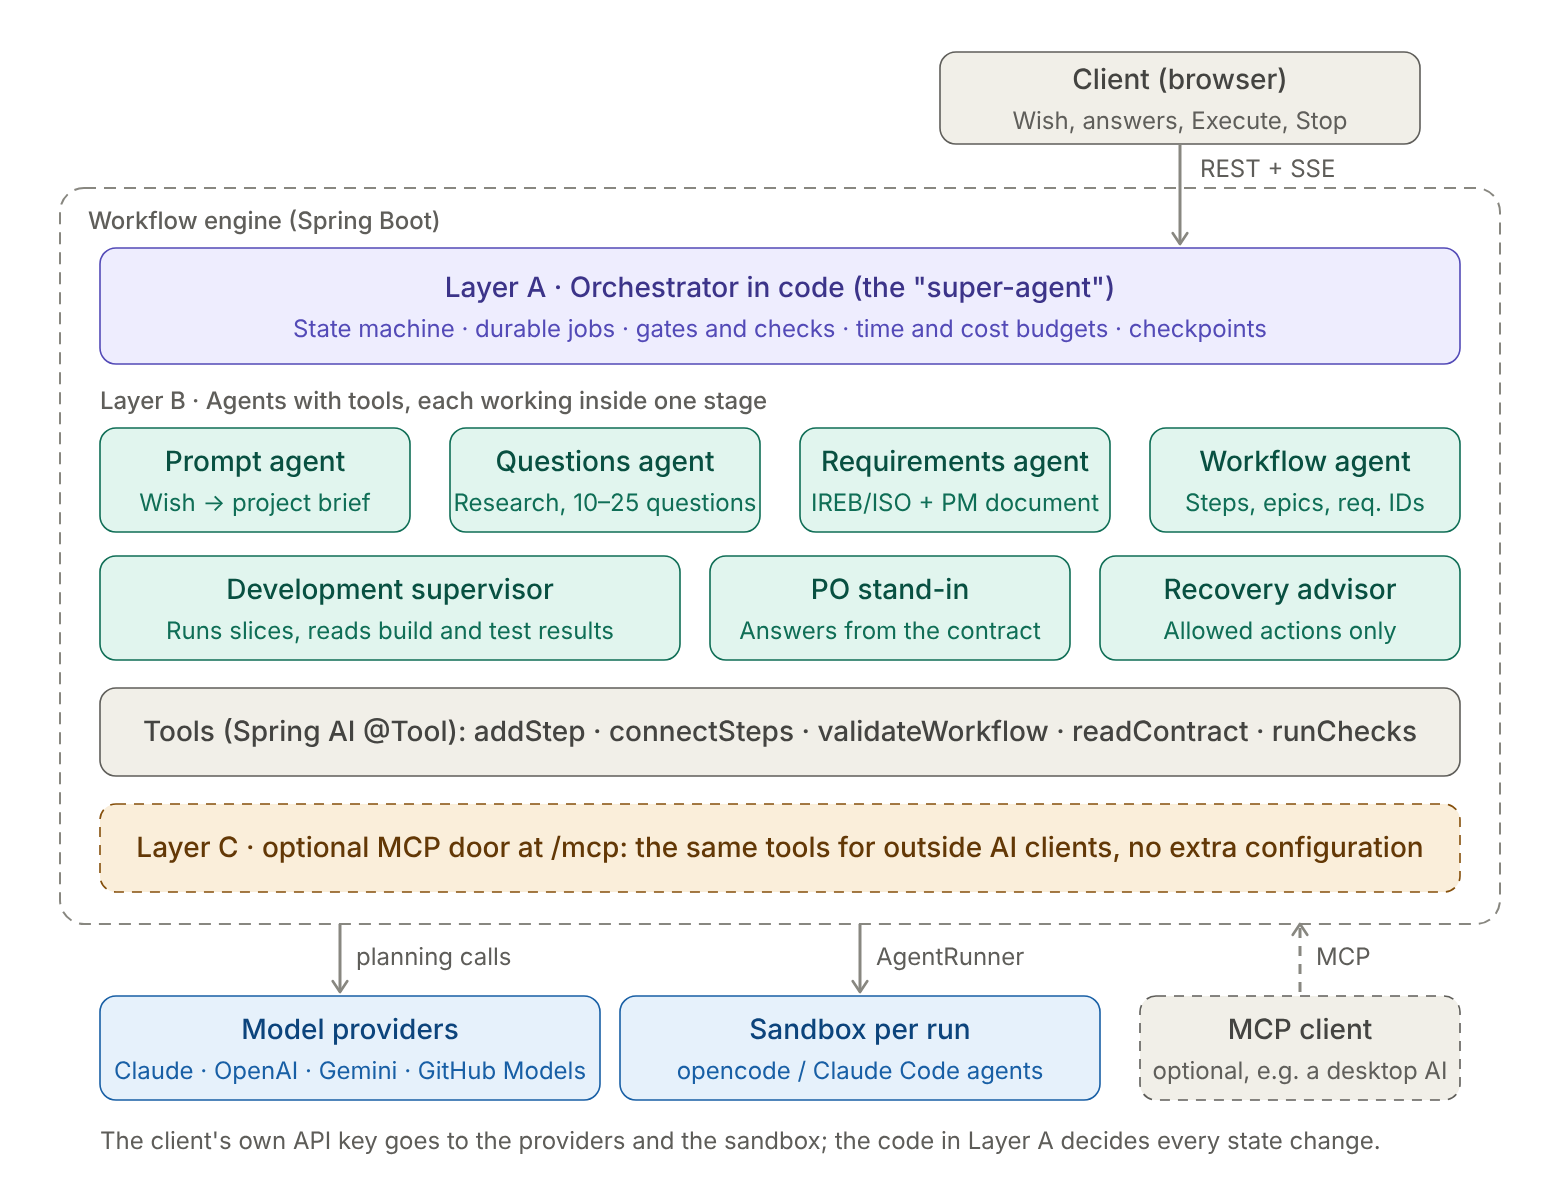 Client (browser)
Wish, answers, Execute, Stop
REST + SSE
Workflow engine (Spring Boot)
Layer A · Orchestrator in code (the "super-agent")
State machine · durable jobs · gates and checks · time and cost budgets · checkpoints
Layer B · Agents with tools, each working inside one stage
Prompt agent
Wish → project brief
Questions agent
Research, 10–25 questions
Requirements agent
IREB/ISO + PM document
Workflow agent
Steps, epics, req. IDs
Development supervisor
Runs slices, reads build and test results
PO stand-in
Answers from the contract
Recovery advisor
Allowed actions only
Tools (Spring AI @Tool): addStep · connectSteps · validateWorkflow · readContract · runChecks
Layer C · optional MCP door at /mcp: the same tools for outside AI clients, no extra configuration
planning calls
AgentRunner
MCP
Model providers
Claude · OpenAI · Gemini · GitHub Models
Sandbox per run
opencode / Claude Code agents
MCP client
optional, e.g. a desktop AI
The client's own API key goes to the providers and the sandbox; the code in Layer A decides every state change.